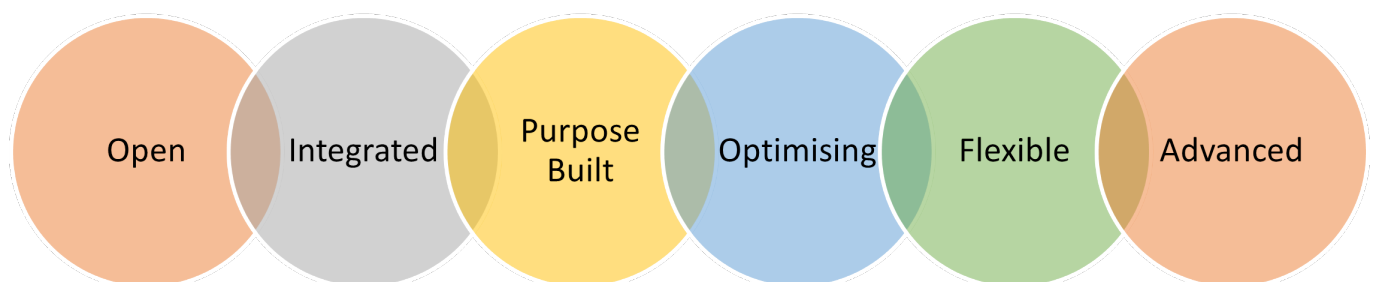 Open
Integrated
Purpose
Built
Optimising
Flexible
Advanced